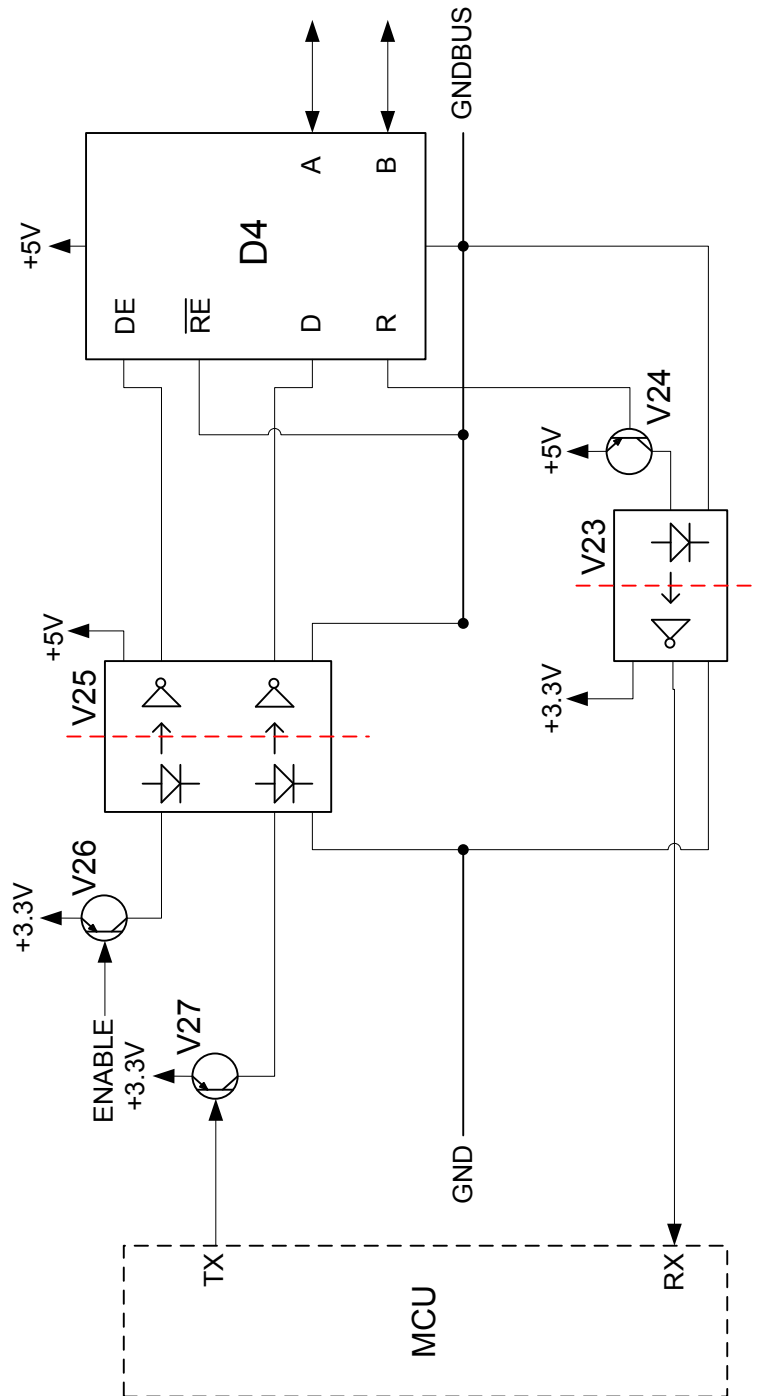 MCU
TX
RX
ENABLE
+3.3V
V26
+3.3V
V27
GND
V25
+5V
+3.3V
V23
+5V
V24
+5V
D4
DE
RE
D
R
A
B
GNDBUS